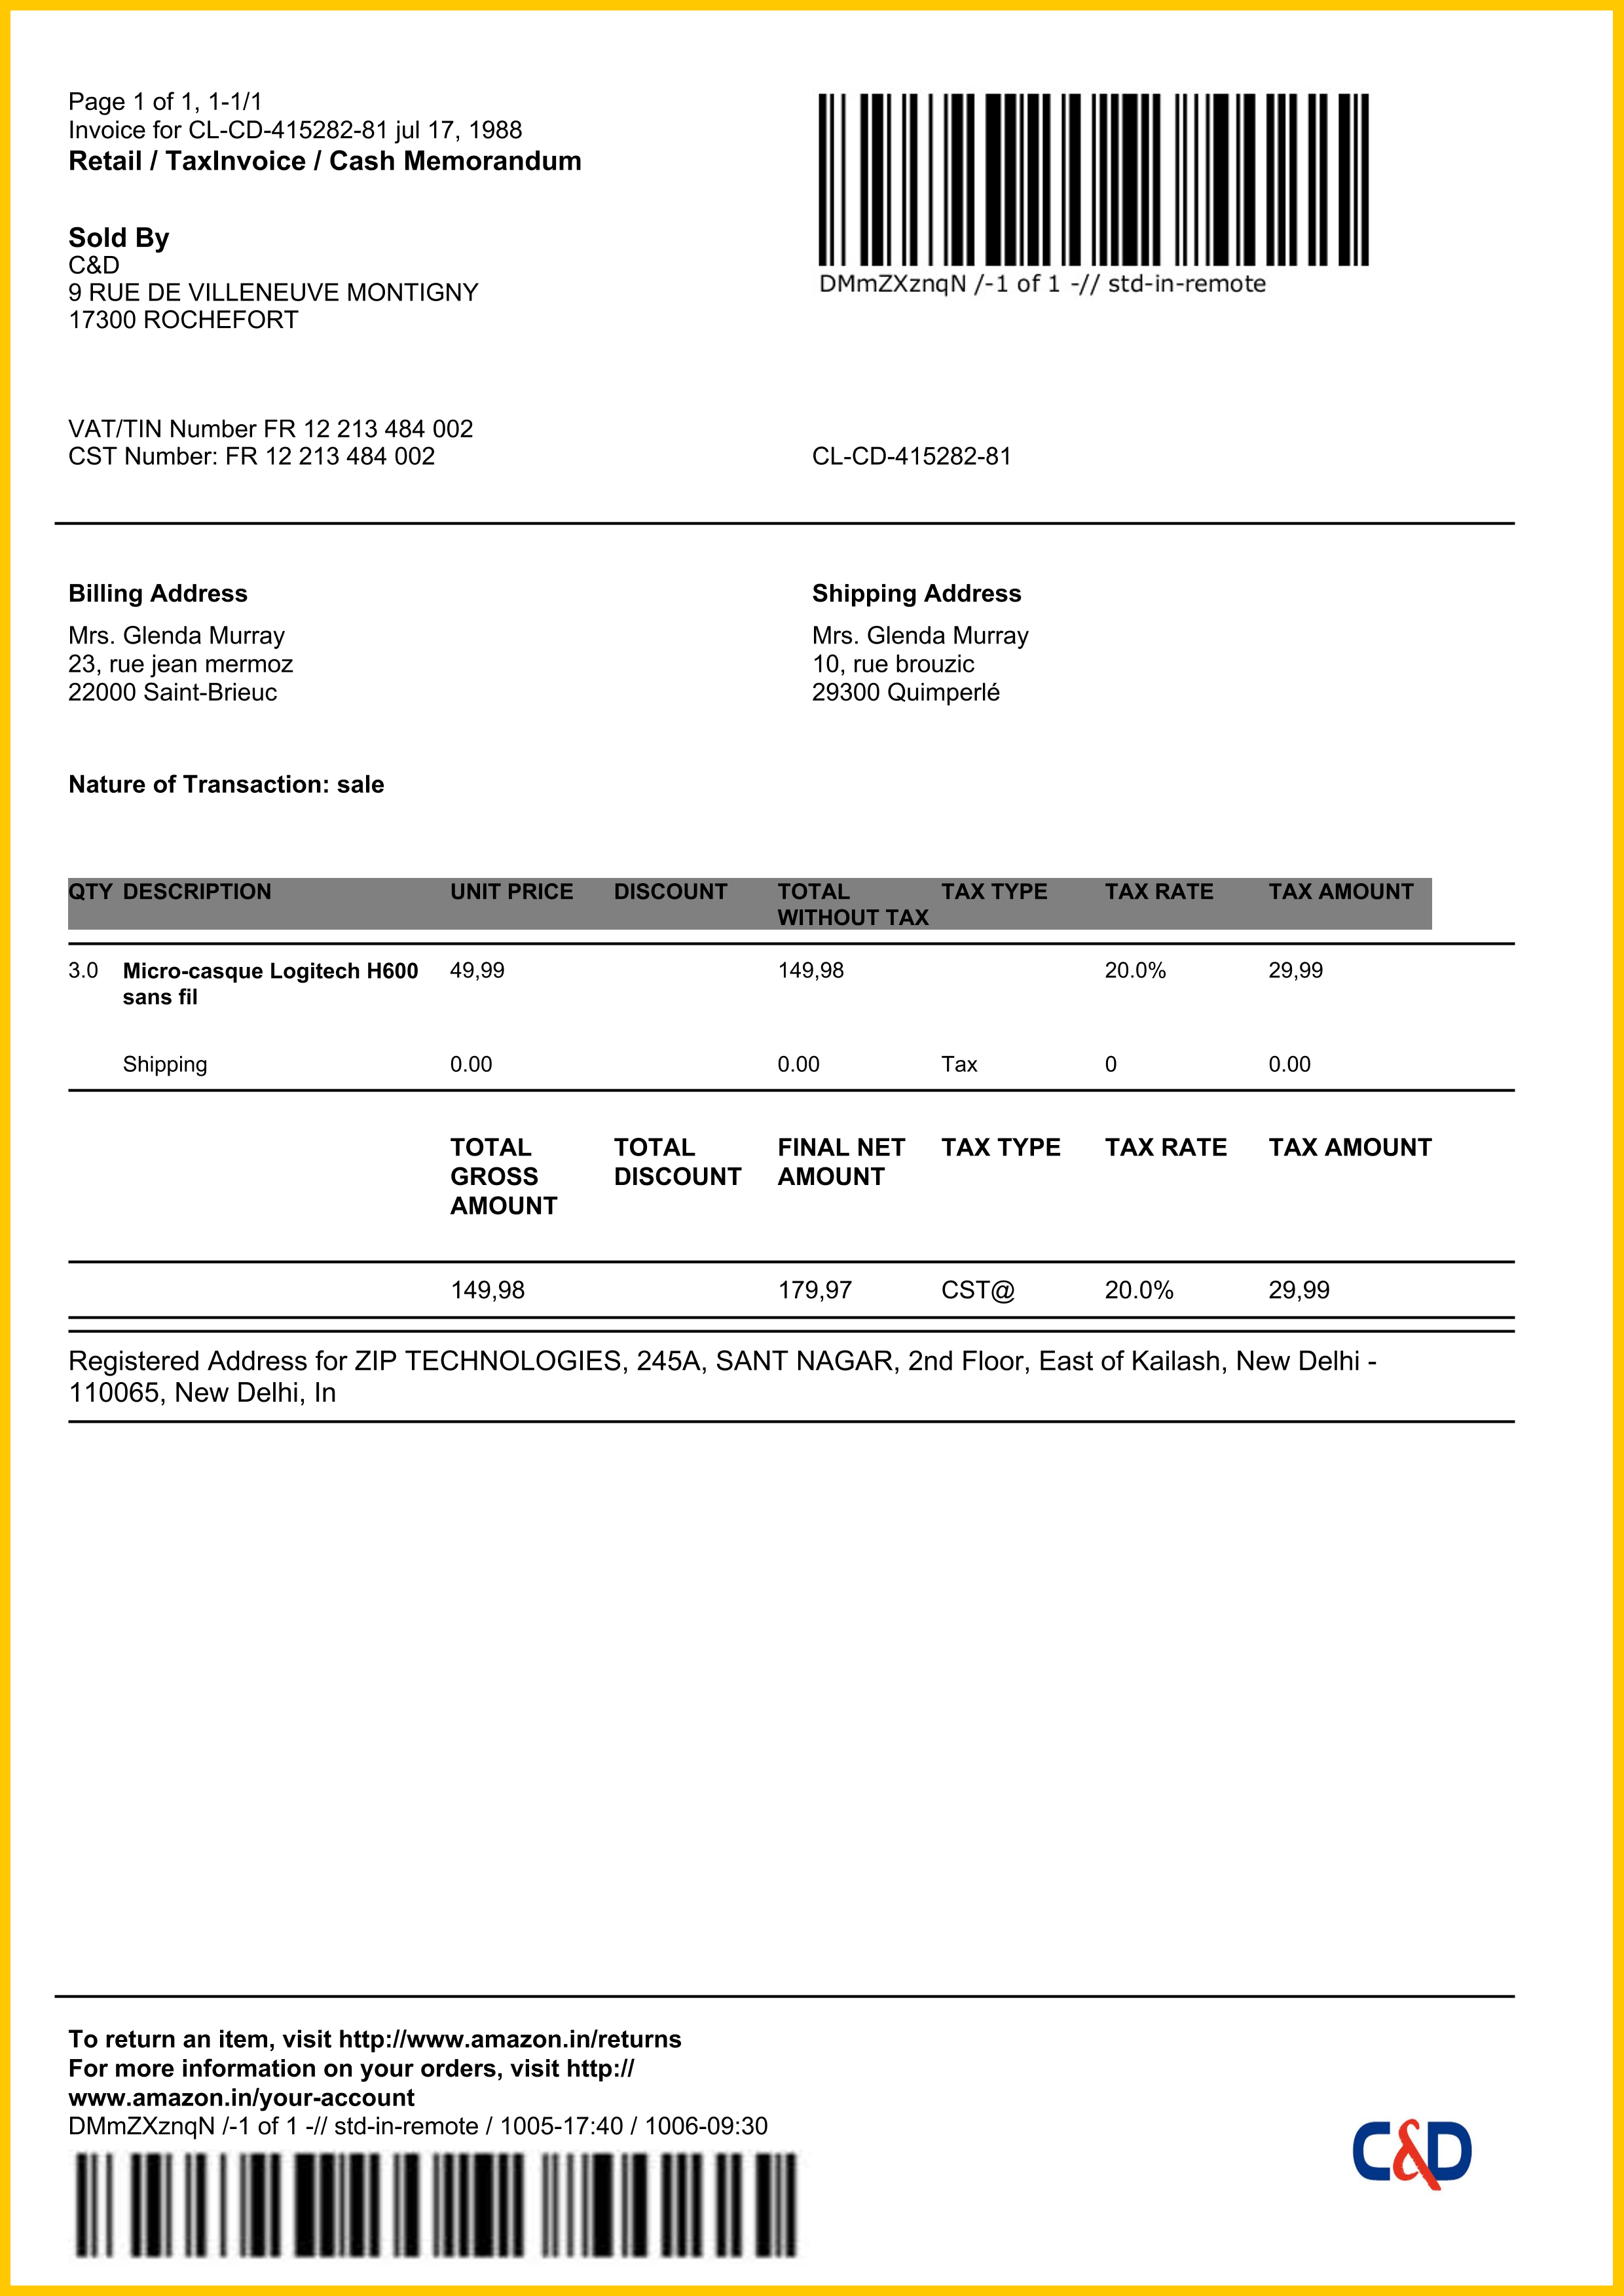 Page 1 of 1, 1-1/1
Invoice for CL-CD-415282-81 jul 17, 1988
Retail / TaxInvoice / Cash Memorandum
DMmZXznqN /-1 of 1 -// std-in-remote
Sold By
C&D
9 RUE DE VILLENEUVE MONTIGNY
17300 ROCHEFORT
VAT/TIN Number FR 12 213 484 002
CST Number: FR 12 213 484 002
CL-CD-415282-81
Billing Address
Mrs. Glenda Murray
23, rue jean mermoz
22000 Saint-Brieuc
Shipping Address
Mrs. Glenda Murray
10, rue brouzic
29300 Quimperlé
Nature of Transaction: sale
QTY DESCRIPTION UNIT PRICE DISCOUNT TOTAL TAX TYPE TAX RATE TAX AMOUNT
WITHOUT TAX
3.0 Micro-casque Logitech H600 49,99 149,98 20.0% 29,99
sans fil
Shipping 0.00 0.00 Tax 0 0.00
TOTAL TOTAL FINAL NET TAX TYPE TAX RATE TAX AMOUNT
GROSS DISCOUNT AMOUNT
AMOUNT
149,98 179,97 CST@ 20.0% 29,99
Registered Address for ZIP TECHNOLOGIES, 245A, SANT NAGAR, 2nd Floor, East of Kailash, New Delhi -
110065, New Delhi, In
To return an item, visit http://www.amazon.in/returns
For more information on your orders, visit http://
www.amazon.in/your-account
DMmZXznqN /-1 of 1 -// std-in-remote / 1005-17:40 / 1006-09:30
C&D